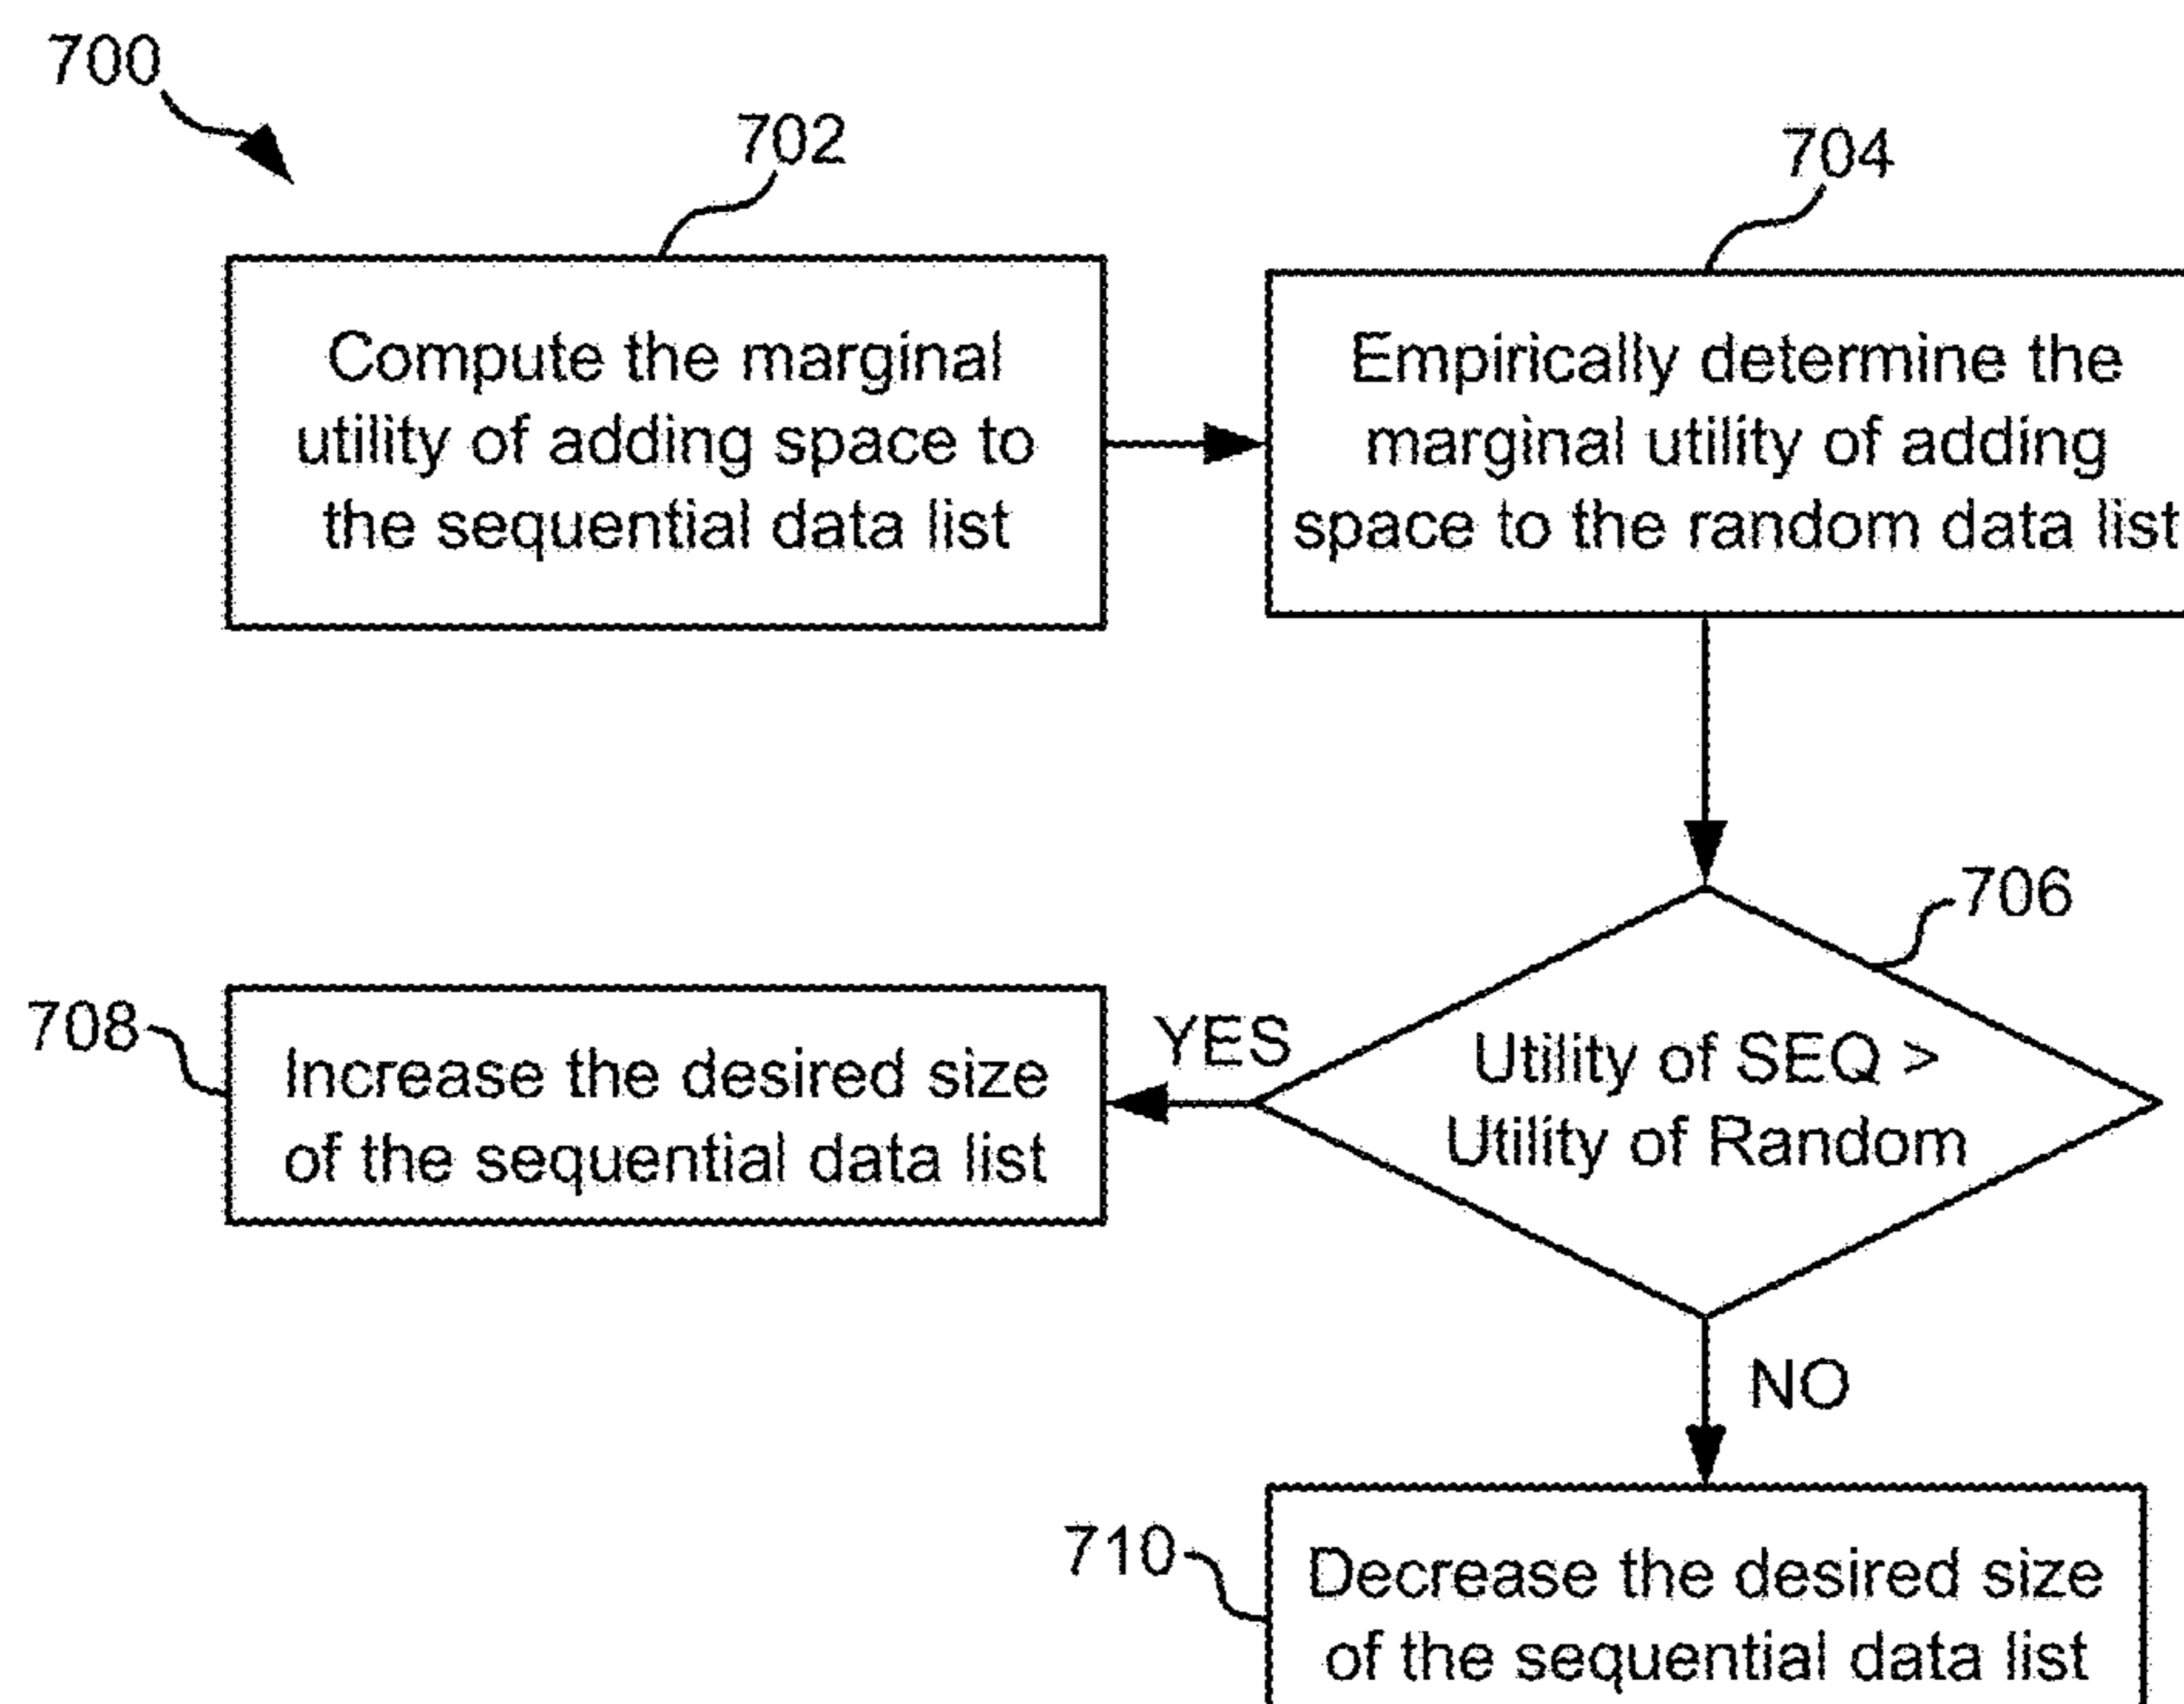 700
702
Compute the marginal
utility of adding space to
the sequential data list
704
Empirically determine the
marginal utility of adding
space to the random data list
706
Utility of SEQ >
Utility of Random
YES
708
Increase the desired size
of the sequential data list
NO
710
Decrease the desired size
of the sequential data list